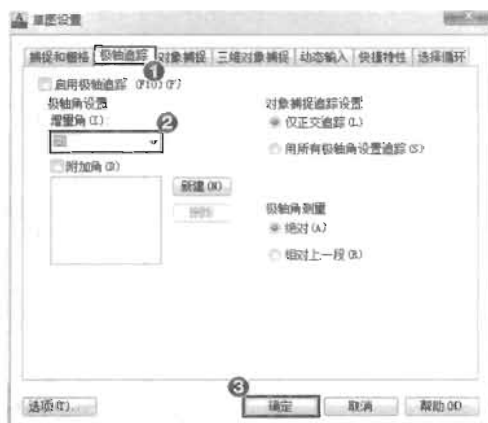 草图设置
捕捉和栅格 极轴追踪 对象捕捉 三维对象捕捉 动态输入 快捷特性 选择循环
1
启用极轴追踪 (F10)(F)
极轴角设置
增量角(I):
2
附加角(D)
新建(N)
删除
对象捕捉追踪设置
仅正交追踪(L)
用所有极轴角设置追踪(S)
极轴角测量
绝对(A)
相对上一段(R)
3
选项(T)... 确定 取消 帮助(H)